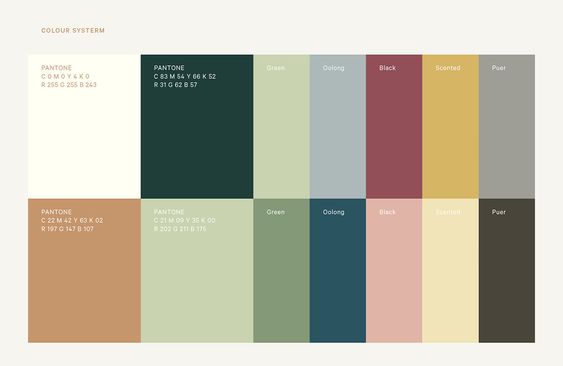 COLOUR SYSTERM
PANTONE
C 0 M 0 Y 4 K 0
R 255 G 255 B 243
PANTONE
C 83 M 54 Y 66 K 52
R 31 G 62 B 57
Green
Oolong
Black
Scented
Puer
PANTONE
C 22 M 42 Y 63 K 02
R 197 G 147 B 107
PANTONE
C 21 M 09 Y 35 K 00
R 202 G 211 B 175
Green
Oolong
Black
Scented
Puer